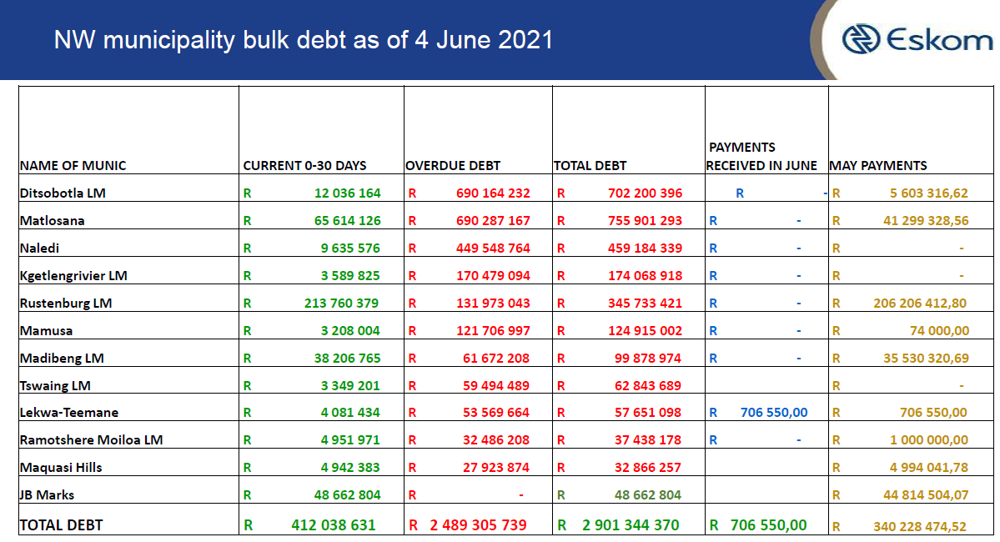 NW municipality bulk debt as of 4 June 2021
Eskom
NAME OF MUNIC CURRENT 0-30 DAYS OVERDUE DEBT TOTAL DEBT PAYMENTS RECEIVED IN JUNE MAY PAYMENTS
Ditsobotla LM R 12 036 164 R 690 164 232 R 702 200 396 R - R 5 603 316,62
Matlosana R 65 614 126 R 690 287 167 R 755 901 293 R - R 41 299 328,56
Naledi R 9 635 576 R 449 548 764 R 459 184 339 R - R -
Kgetlengrivier LM R 3 589 825 R 170 479 094 R 174 068 918 R - R -
Rustenburg LM R 213 760 379 R 131 973 043 R 345 733 421 R - R 206 206 412,80
Mamusa R 3 208 004 R 121 706 997 R 124 915 002 R - R 74 000,00
Madibeng LM R 38 206 765 R 61 672 208 R 99 878 974 R - R 35 530 320,69
Tswaing LM R 3 349 201 R 59 494 489 R 62 843 689 R -
Lekwa-Teemane R 4 081 434 R 53 569 664 R 57 651 098 R 706 550,00 R 706 550,00
Ramotshere Moiloa LM R 4 951 971 R 32 486 208 R 37 438 178 R - R 1 000 000,00
Maquasi Hills R 4 942 383 R 27 923 874 R 32 866 257 R 4 994 041,78
JB Marks R 48 662 804 R - R 48 662 804 R 44 814 504,07
TOTAL DEBT R 412 038 631 R 2 489 305 739 R 2 901 344 370 R 706 550,00 R 340 228 474,52